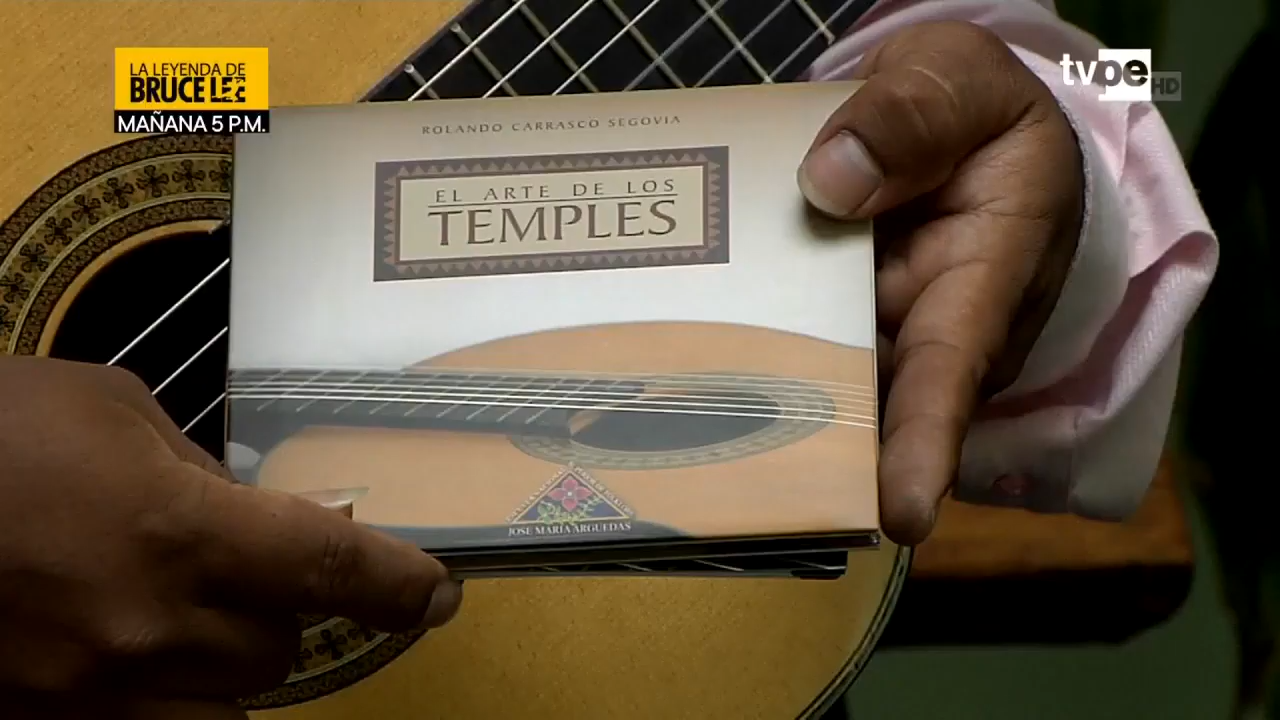 LA LEYENDA DE
BRUCE LEE
MAÑANA 5 P.M.
tvpe HD
ROLANDO CARRASCO SEGOVIA
EL ARTE DE LOS
TEMPLES
JOSE MARIA ARGUEDAS